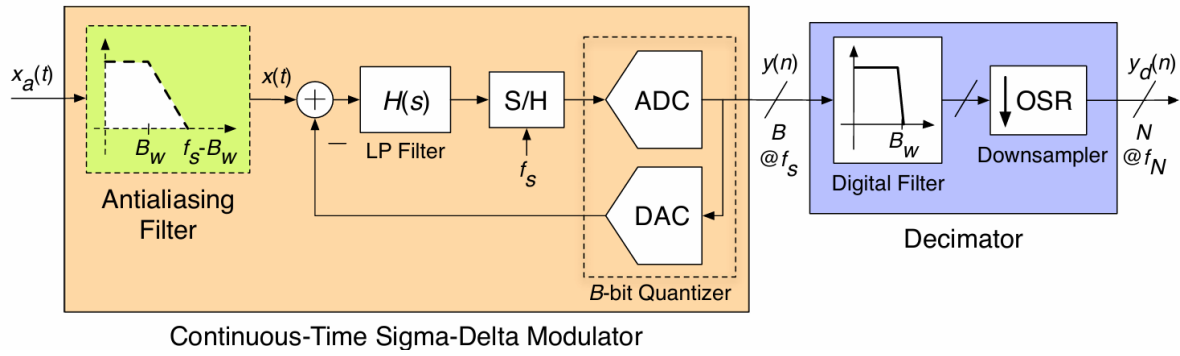 x_a(t)
B_w
f_s-B_w
Antialiasing
Filter
x(t)
+
−
H(s)
LP Filter
S/H
f_s
ADC
DAC
B-bit Quantizer
Continuous-Time Sigma-Delta Modulator
y(n)
B
@f_s
B_w
Digital Filter
↓ OSR
Downsampler
Decimator
y_d(n)
N
@f_N